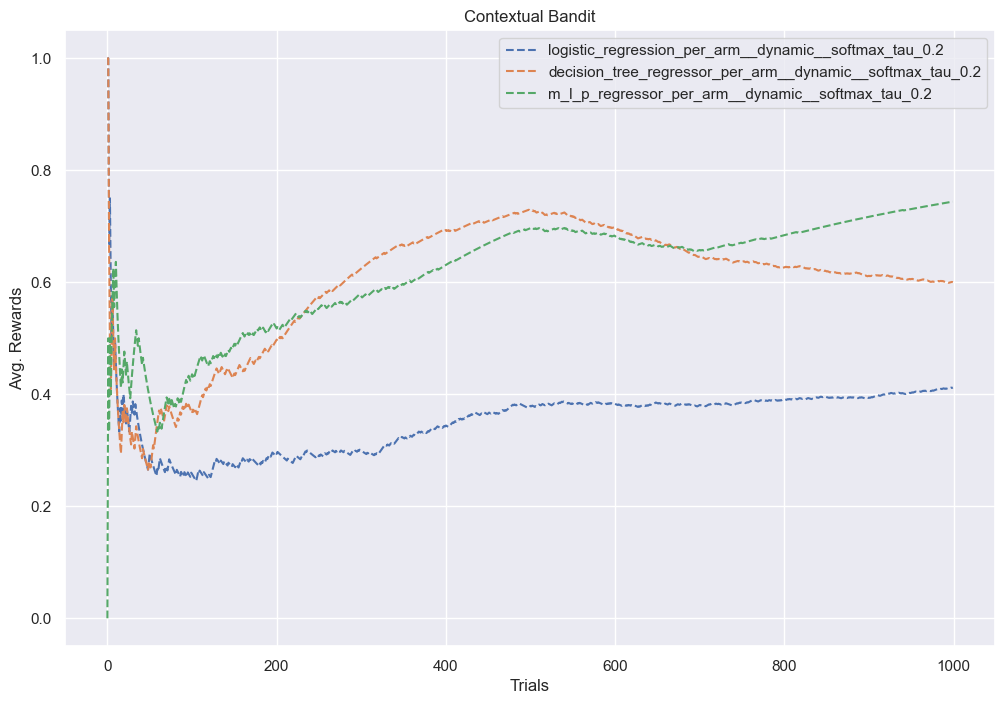 Contextual Bandit
logistic_regression_per_arm__dynamic__softmax_tau_0.2
decision_tree_regressor_per_arm__dynamic__softmax_tau_0.2
m_l_p_regressor_per_arm__dynamic__softmax_tau_0.2
1.0
0.8
0.6
0.4
0.2
0.0
Avg. Rewards
0 200 400 600 800 1000
Trials